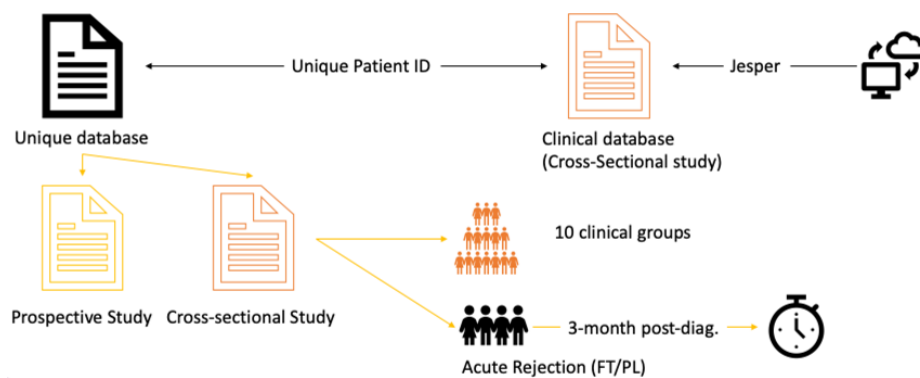 Unique Patient ID
Jesper
Unique database
Clinical database
(Cross-Sectional study)
10 clinical groups
Prospective Study
Cross-sectional Study
3-month post-diag.
Acute Rejection (FT/PL)